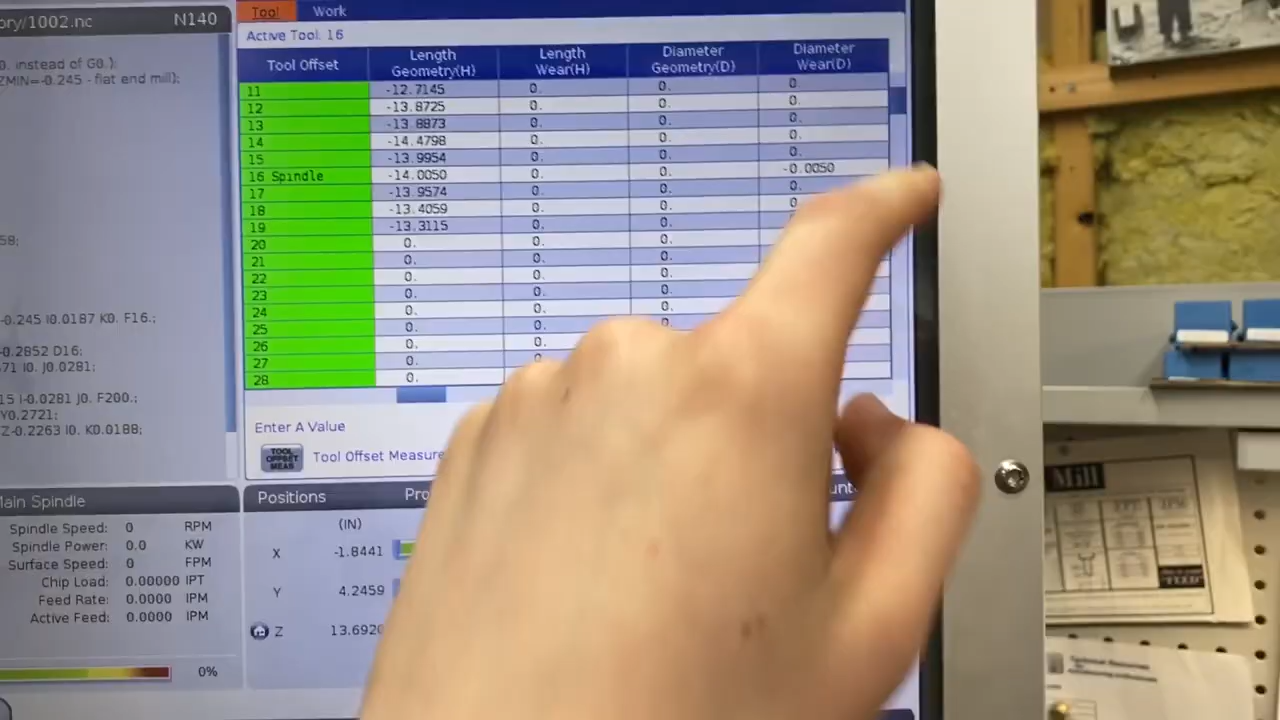 ory/1002.nc N140
0. instead of G0.);
ZMIN=-0.245 - flat end mill);
58;
-0.245 I0.0187 K0. F16.;
-0.2852 D16;
71 I0. J0.0281;
15 I-0.0281 J0. F200.;
Y0.2721;
Z-0.2263 I0. K0.0188;
Tool Work
Active Tool: 16
Tool Offset Length Geometry(H) Length Wear(H) Diameter Geometry(D) Diameter Wear(D)
11 -12.7145 0. 0. 0.
12 -13.8725 0. 0. 0.
13 -13.8873 0. 0. 0.
14 -14.4798 0. 0. 0.
15 -13.9954 0. 0. 0.
16 Spindle -14.0050 0. 0. -0.0050
17 -13.9574 0. 0. 0.
18 -13.4059 0. 0. 0.
19 -13.3115 0. 0.
20 0. 0. 0.
21 0. 0. 0.
22 0. 0. 0.
23 0. 0. 0.
24 0. 0. 0.
25 0. 0. 0.
26 0. 0.
27 0. 0.
28 0.
Enter A Value
TOOL OFFSET MEAS Tool Offset Measure
Main Spindle
Spindle Speed: 0 RPM
Spindle Power: 0.0 KW
Surface Speed: 0 FPM
Chip Load: 0.00000 IPT
Feed Rate: 0.0000 IPM
Active Feed: 0.0000 IPM
0%
Positions Pro
(IN)
X -1.8441
Y 4.2459
Z 13.692
Mill